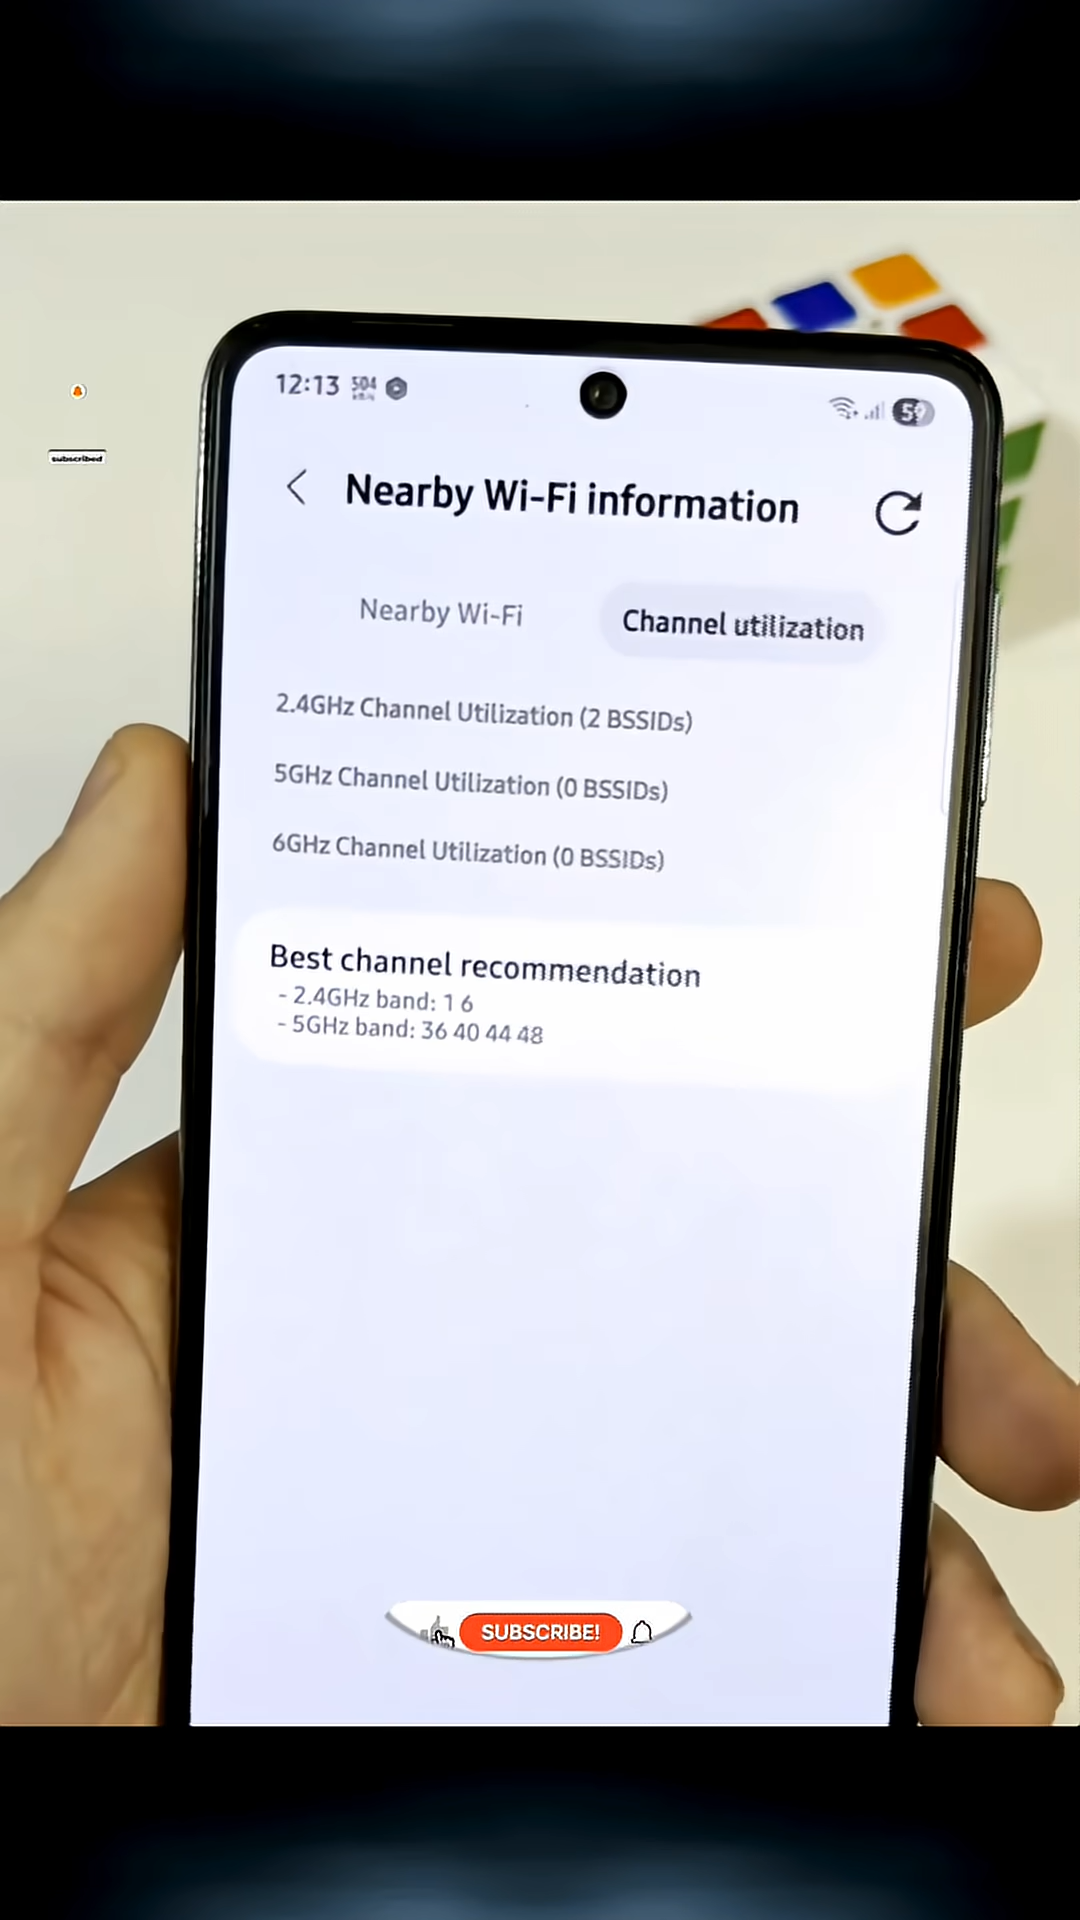 12:13 504
59
Nearby Wi-Fi information
Nearby Wi-Fi
Channel utilization
subscribed
2.4GHz Channel Utilization (2 BSSIDs)
5GHz Channel Utilization (0 BSSIDs)
6GHz Channel Utilization (0 BSSIDs)
Best channel recommendation
- 2.4GHz band: 1 6
- 5GHz band: 36 40 44 48
SUBSCRIBE!